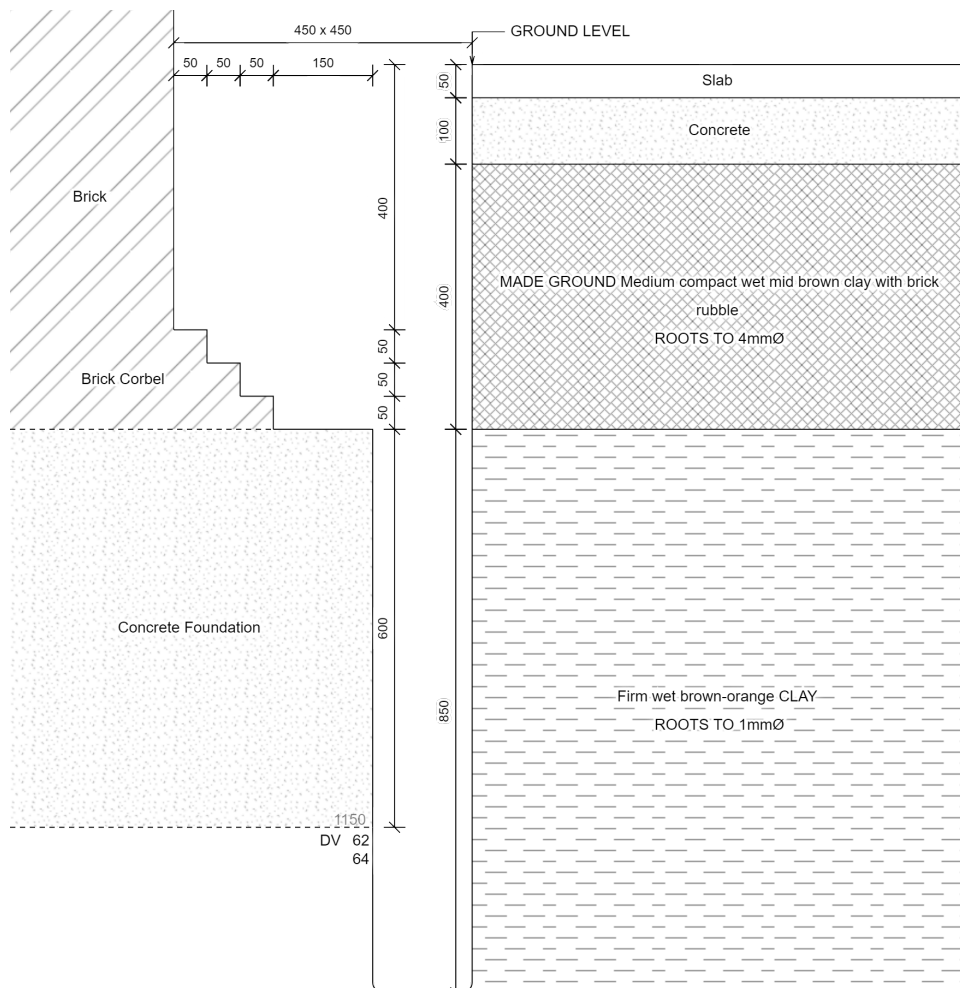 450 x 450
GROUND LEVEL
50
50
50
150
50
Slab
100
Concrete
Brick
400
400
MADE GROUND Medium compact wet mid brown clay with brick
rubble
ROOTS TO 4mmØ
50
50
50
Brick Corbel
Concrete Foundation
600
Firm wet brown-orange CLAY
ROOTS TO 1mmØ
850
1150
DV 62
64